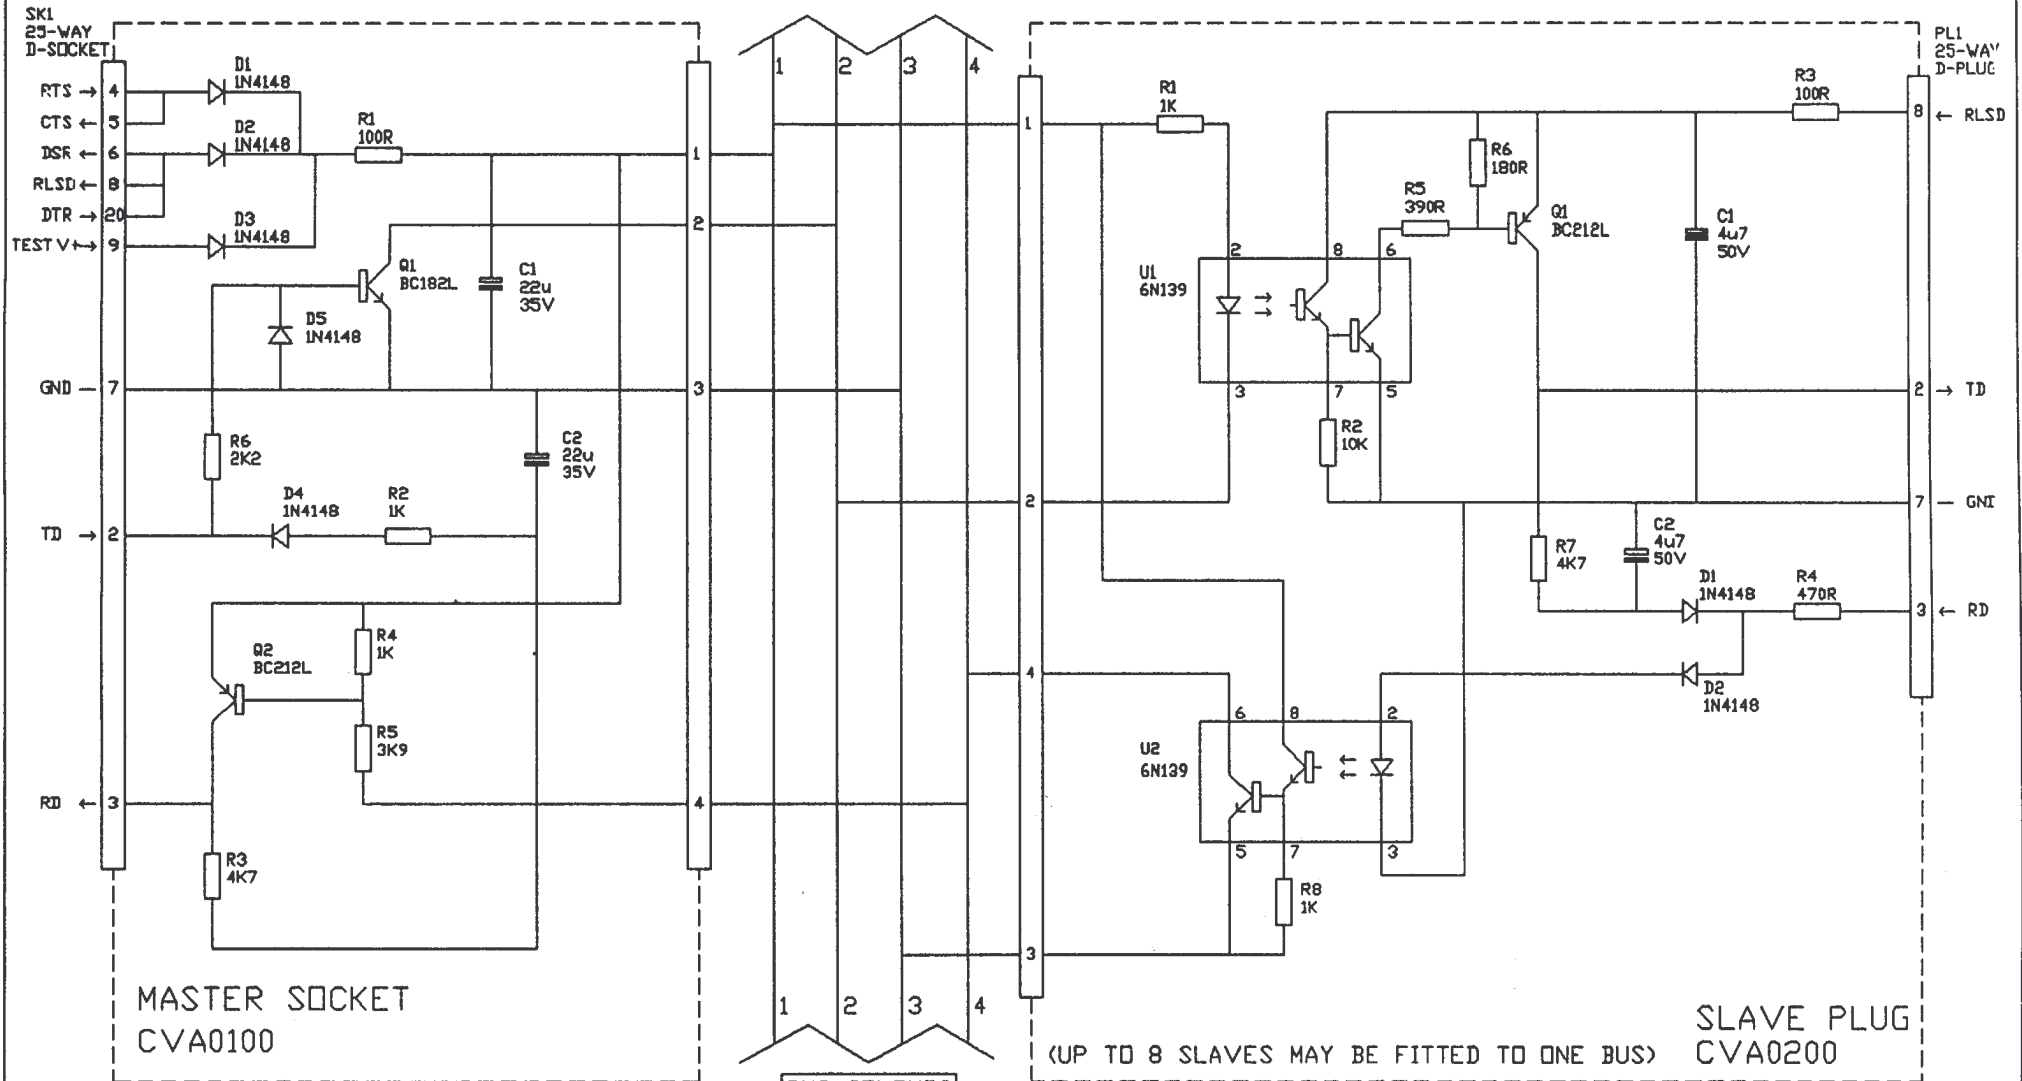 SK1
25-WAY
D-SOCKET
RTS → 4
CTS ← 5
DSR ← 6
RLSD ← 8
DTR → 20
TEST V+ → 9
GND — 7
TD → 2
RD ← 3
D1
1N4148
D2
1N4148
D3
1N4148
R1
100R
Q1
BC182L
C1
22u
35V
D5
1N4148
R6
2K2
D4
1N4148
R2
1K
C2
22u
35V
Q2
BC212L
R4
1K
R5
3K9
R3
4K7
1
2
3
4
MASTER SOCKET
CVA0100
1 2 3 4
1 2 3 4
1
2
4
3
R1
1K
U1
6N139
2 8 6
3 7 5
R2
10K
R5
390R
R6
180R
Q1
BC212L
R3
100R
C1
4u7
50V
R7
4K7
C2
4u7
50V
D1
1N4148
R4
470R
D2
1N4148
U2
6N139
6 8 2
5 7 3
R8
1K
PL1
25-WAY
D-PLUG
8 ← RLSD
2 → TD
7 — GND
3 ← RD
(UP TO 8 SLAVES MAY BE FITTED TO ONE BUS)
SLAVE PLUG
CVA0200